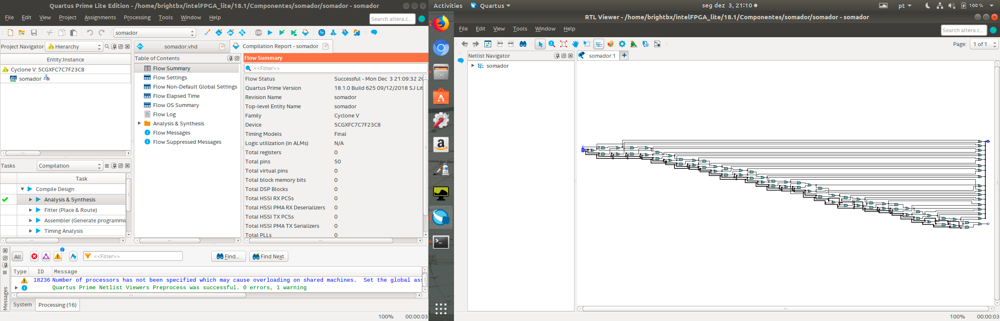 Quartus Prime Lite Edition - /home/brightbx/intelFPGA_lite/18.1/Componentes/somador/somador - somador
File Edit View Project Assignments Processing Tools Window Help
Search altera.c...
somador
Project Navigator Hierarchy
Entity:Instance
Cyclone V: 5CGXFC7C7F23C8
somador
Tasks Compilation
Task
Compile Design
Analysis & Synthesis
Fitter (Place & Route)
Assembler (Generate programmin
Timing Analysis
somador.vhd
Compilation Report - somador
Table of Contents
Flow Summary
Flow Settings
Flow Non-Default Global Settings
Flow Elapsed Time
Flow OS Summary
Flow Log
Analysis & Synthesis
Flow Messages
Flow Suppressed Messages
Flow Summary
<<Filter>>
Flow Status Successful - Mon Dec 3 21:09:32 20
Quartus Prime Version 18.1.0 Build 625 09/12/2018 SJ Lit
Revision Name somador
Top-level Entity Name somador
Family Cyclone V
Device 5CGXFC7C7F23C8
Timing Models Final
Logic utilization (in ALMs) N/A
Total registers 0
Total pins 50
Total virtual pins 0
Total block memory bits 0
Total DSP Blocks 0
Total HSSI RX PCSs 0
Total HSSI PMA RX Deserializers 0
Total HSSI TX PCSs 0
Total HSSI PMA TX Serializers 0
Total PLLs 0
All <<Filter>> Find... Find Next
Type ID Message
18236 Number of processors has not been specified which may cause overloading on shared machines. Set the global ass
Quartus Prime Netlist Viewers Preprocess was successful. 0 errors, 1 warning
Messages
System Processing (16)
100% 00:00:03
Activities Quartus seg dez 3, 21:10 pt 100 %
RTL Viewer - /home/brightbx/intelFPGA_lite/18.1/Componentes/somador/somador - somador
File Edit View Tools Window Help
Search altera.c...
Page: 1 of 1
Netlist Navigator
somador
somador:1
100% 00:00:03